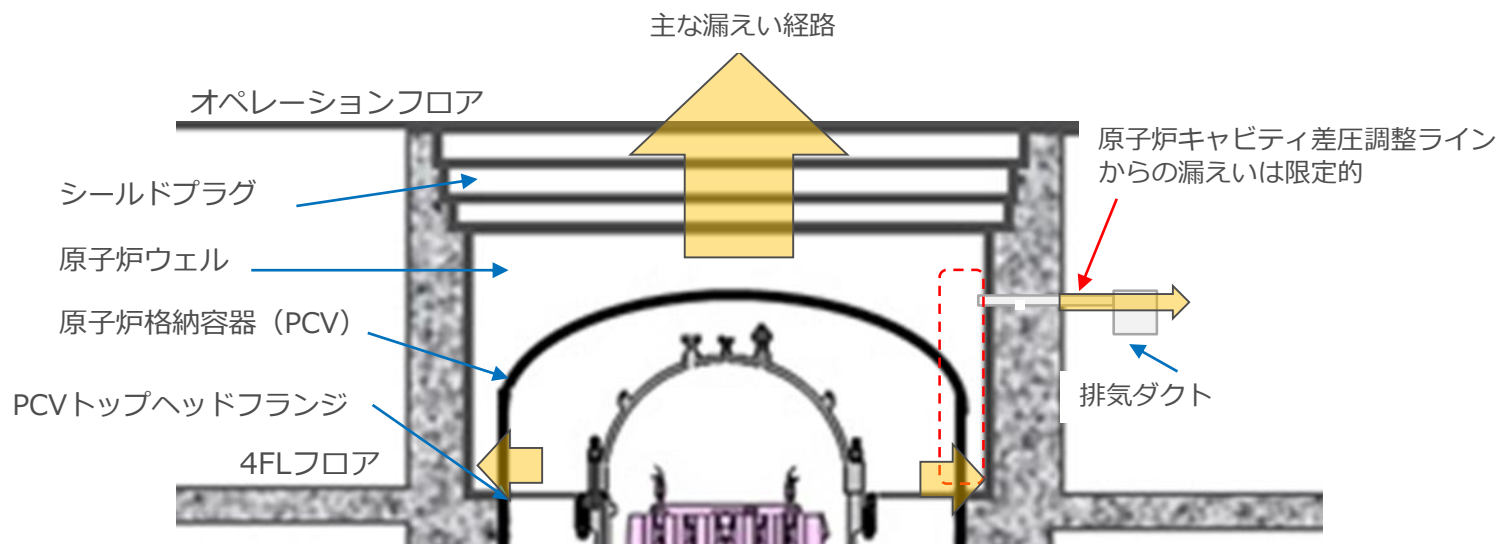 主な漏えい経路
オペレーションフロア
原子炉キャビティ差圧調整ライン
からの漏えいは限定的
シールドプラグ
原子炉ウェル
原子炉格納容器（PCV）
PCVトップヘッドフランジ
排気ダクト
4FLフロア